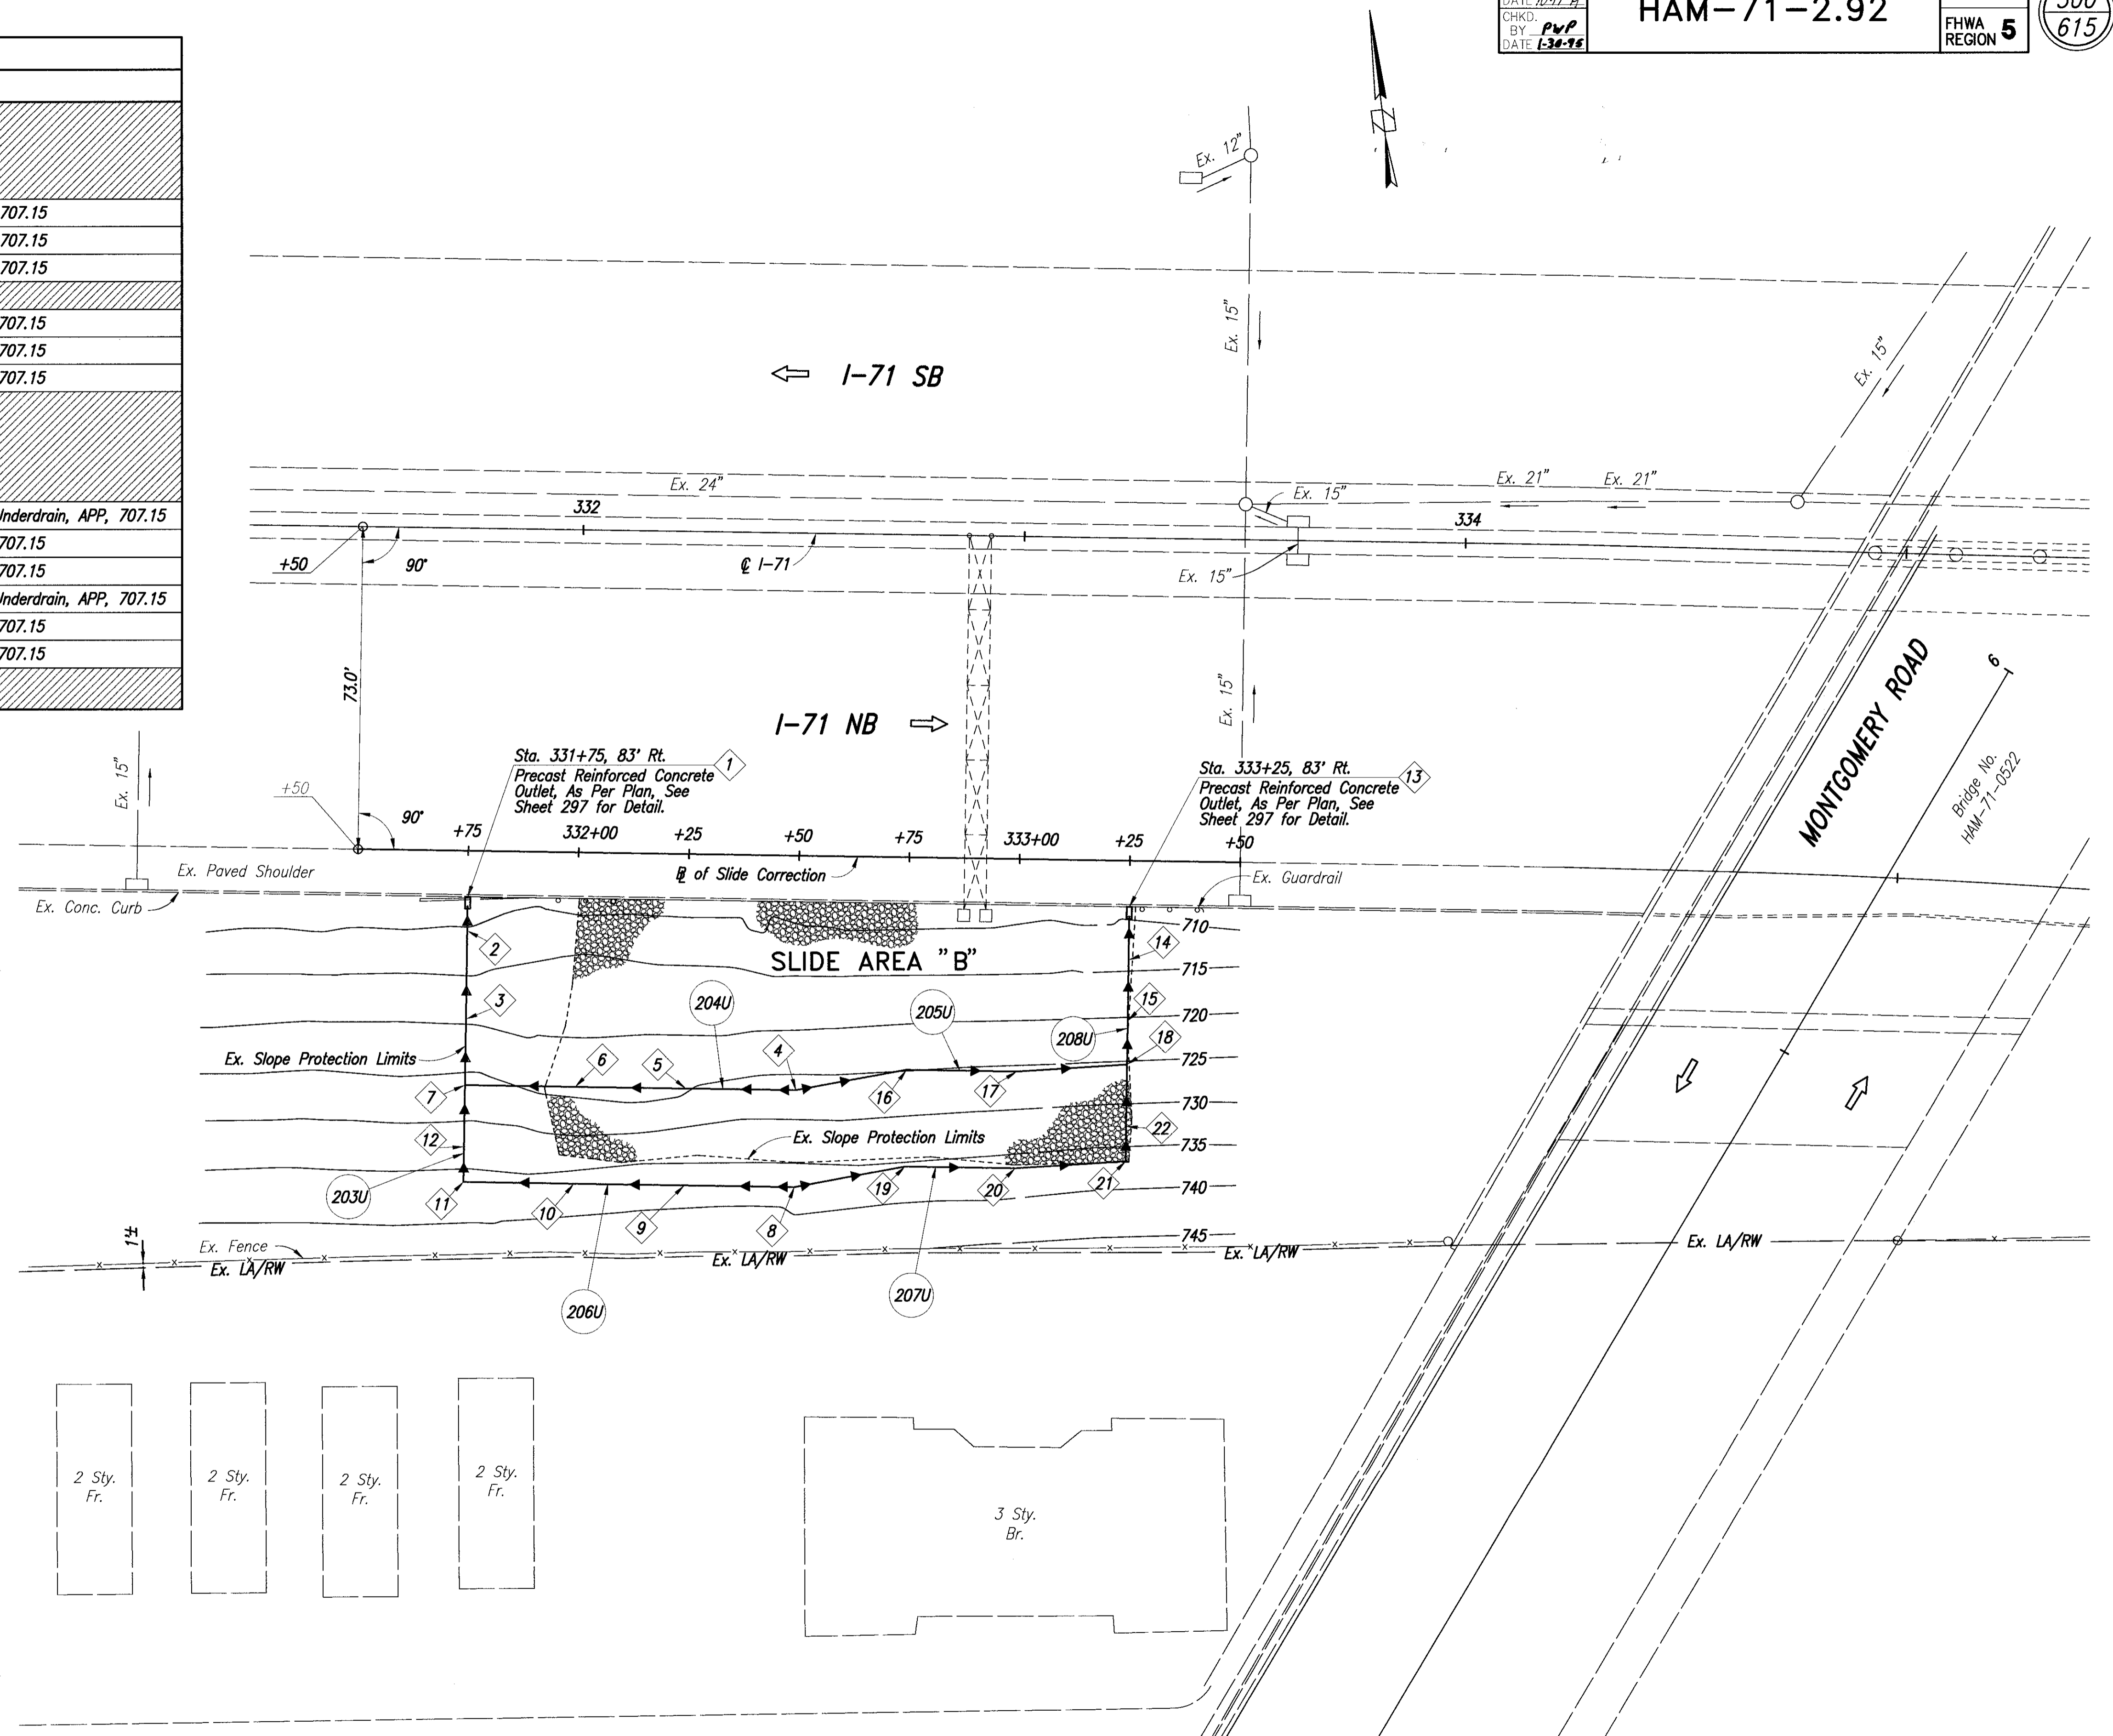 CHKD.
BY PWP
DATE 1-30-95
HAM-71-2.92
FHWA
REGION 5
615
707.15
707.15
707.15
707.15
707.15
707.15
Underdrain, APP, 707.15
707.15
707.15
Underdrain, APP, 707.15
707.15
707.15
Ex. 12"
Ex. 15"
Ex. 15"
I-71 SB
Ex. 24"
Ex. 15"
Ex. 21"
Ex. 21"
332
334
+50
90°
℄ I-71
Ex. 15"
73.0'
I-71 NB
Ex. 15"
MONTGOMERY ROAD
6
Bridge No.
HAM-71-0522
Ex. 15"
Sta. 331+75, 83' Rt.
1
Precast Reinforced Concrete
Outlet, As Per Plan, See
Sheet 297 for Detail.
Sta. 333+25, 83' Rt.
13
Precast Reinforced Concrete
Outlet, As Per Plan, See
Sheet 297 for Detail.
+50
90°
+75
332+00
+25
+50
+75
333+00
+25
+50
Ex. Paved Shoulder
of Slide Correction
Ex. Guardrail
Ex. Conc. Curb
710
2
14
SLIDE AREA "B"
715
3
204U
205U
15
720
208U
18
Ex. Slope Protection Limits
6
5
4
725
7
16
17
730
12
Ex. Slope Protection Limits
22
735
203U
11
10
9
8
19
20
21
740
745
Ex. Fence
Ex. LA/RW
Ex. LA/RW
Ex. LA/RW
Ex. LA/RW
206U
207U
2 Sty.
Fr.
2 Sty.
Fr.
2 Sty.
Fr.
2 Sty.
Fr.
3 Sty.
Br.